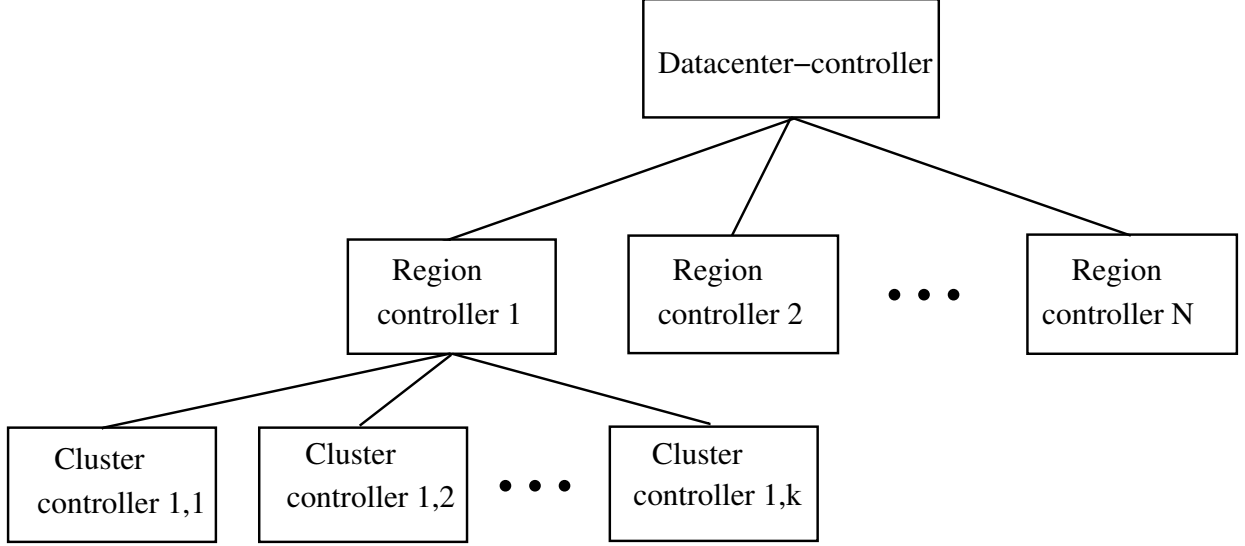 Datacenter−controller
Region
controller 1
Region
controller 2
Region
controller N
Cluster
controller 1,1
Cluster
controller 1,2
Cluster
controller 1,k